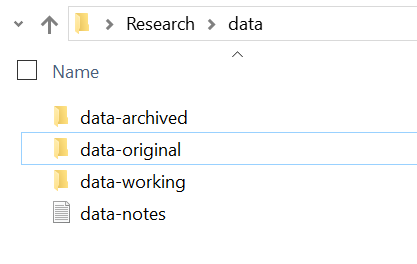 Research > data
Name
data-archived
data-original
data-working
data-notes